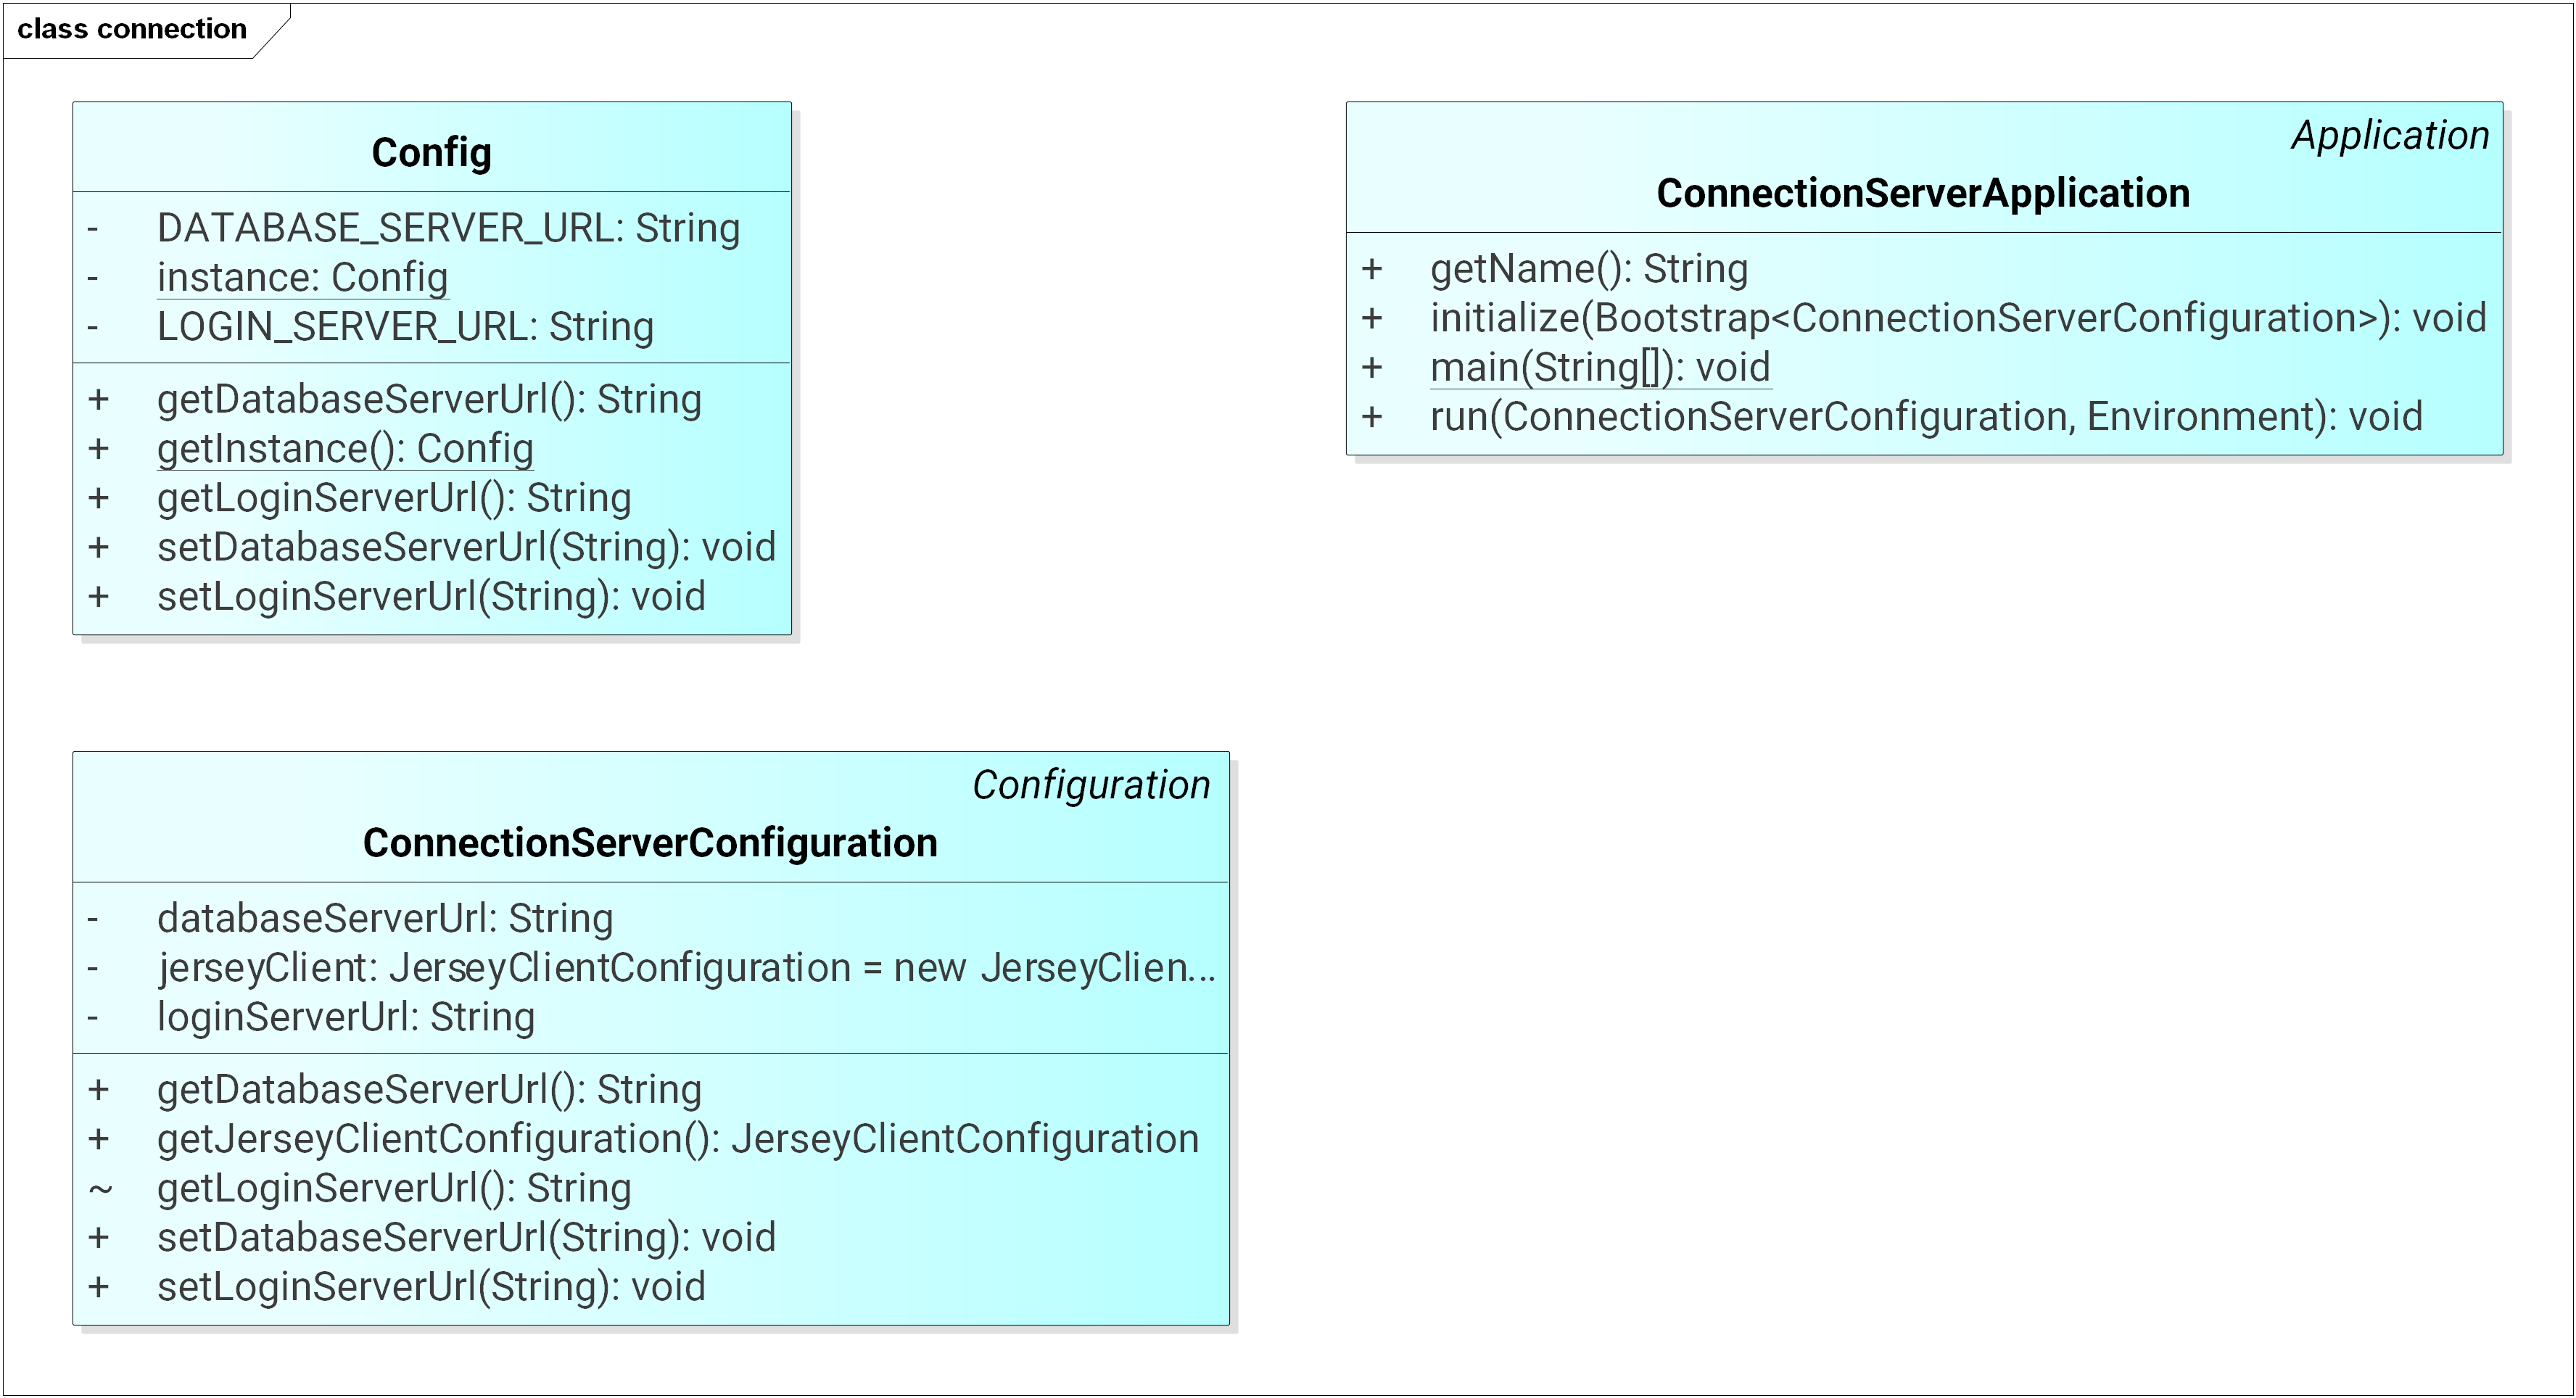 class connection
Config
- DATABASE_SERVER_URL: String
- instance: Config
- LOGIN_SERVER_URL: String
+ getDatabaseServerUrl(): String
+ getInstance(): Config
+ getLoginServerUrl(): String
+ setDatabaseServerUrl(String): void
+ setLoginServerUrl(String): void
Application
ConnectionServerApplication
+ getName(): String
+ initialize(Bootstrap<ConnectionServerConfiguration>): void
+ main(String[]): void
+ run(ConnectionServerConfiguration, Environment): void
Configuration
ConnectionServerConfiguration
- databaseServerUrl: String
- jerseyClient: JerseyClientConfiguration = new JerseyClien...
- loginServerUrl: String
+ getDatabaseServerUrl(): String
+ getJerseyClientConfiguration(): JerseyClientConfiguration
~ getLoginServerUrl(): String
+ setDatabaseServerUrl(String): void
+ setLoginServerUrl(String): void